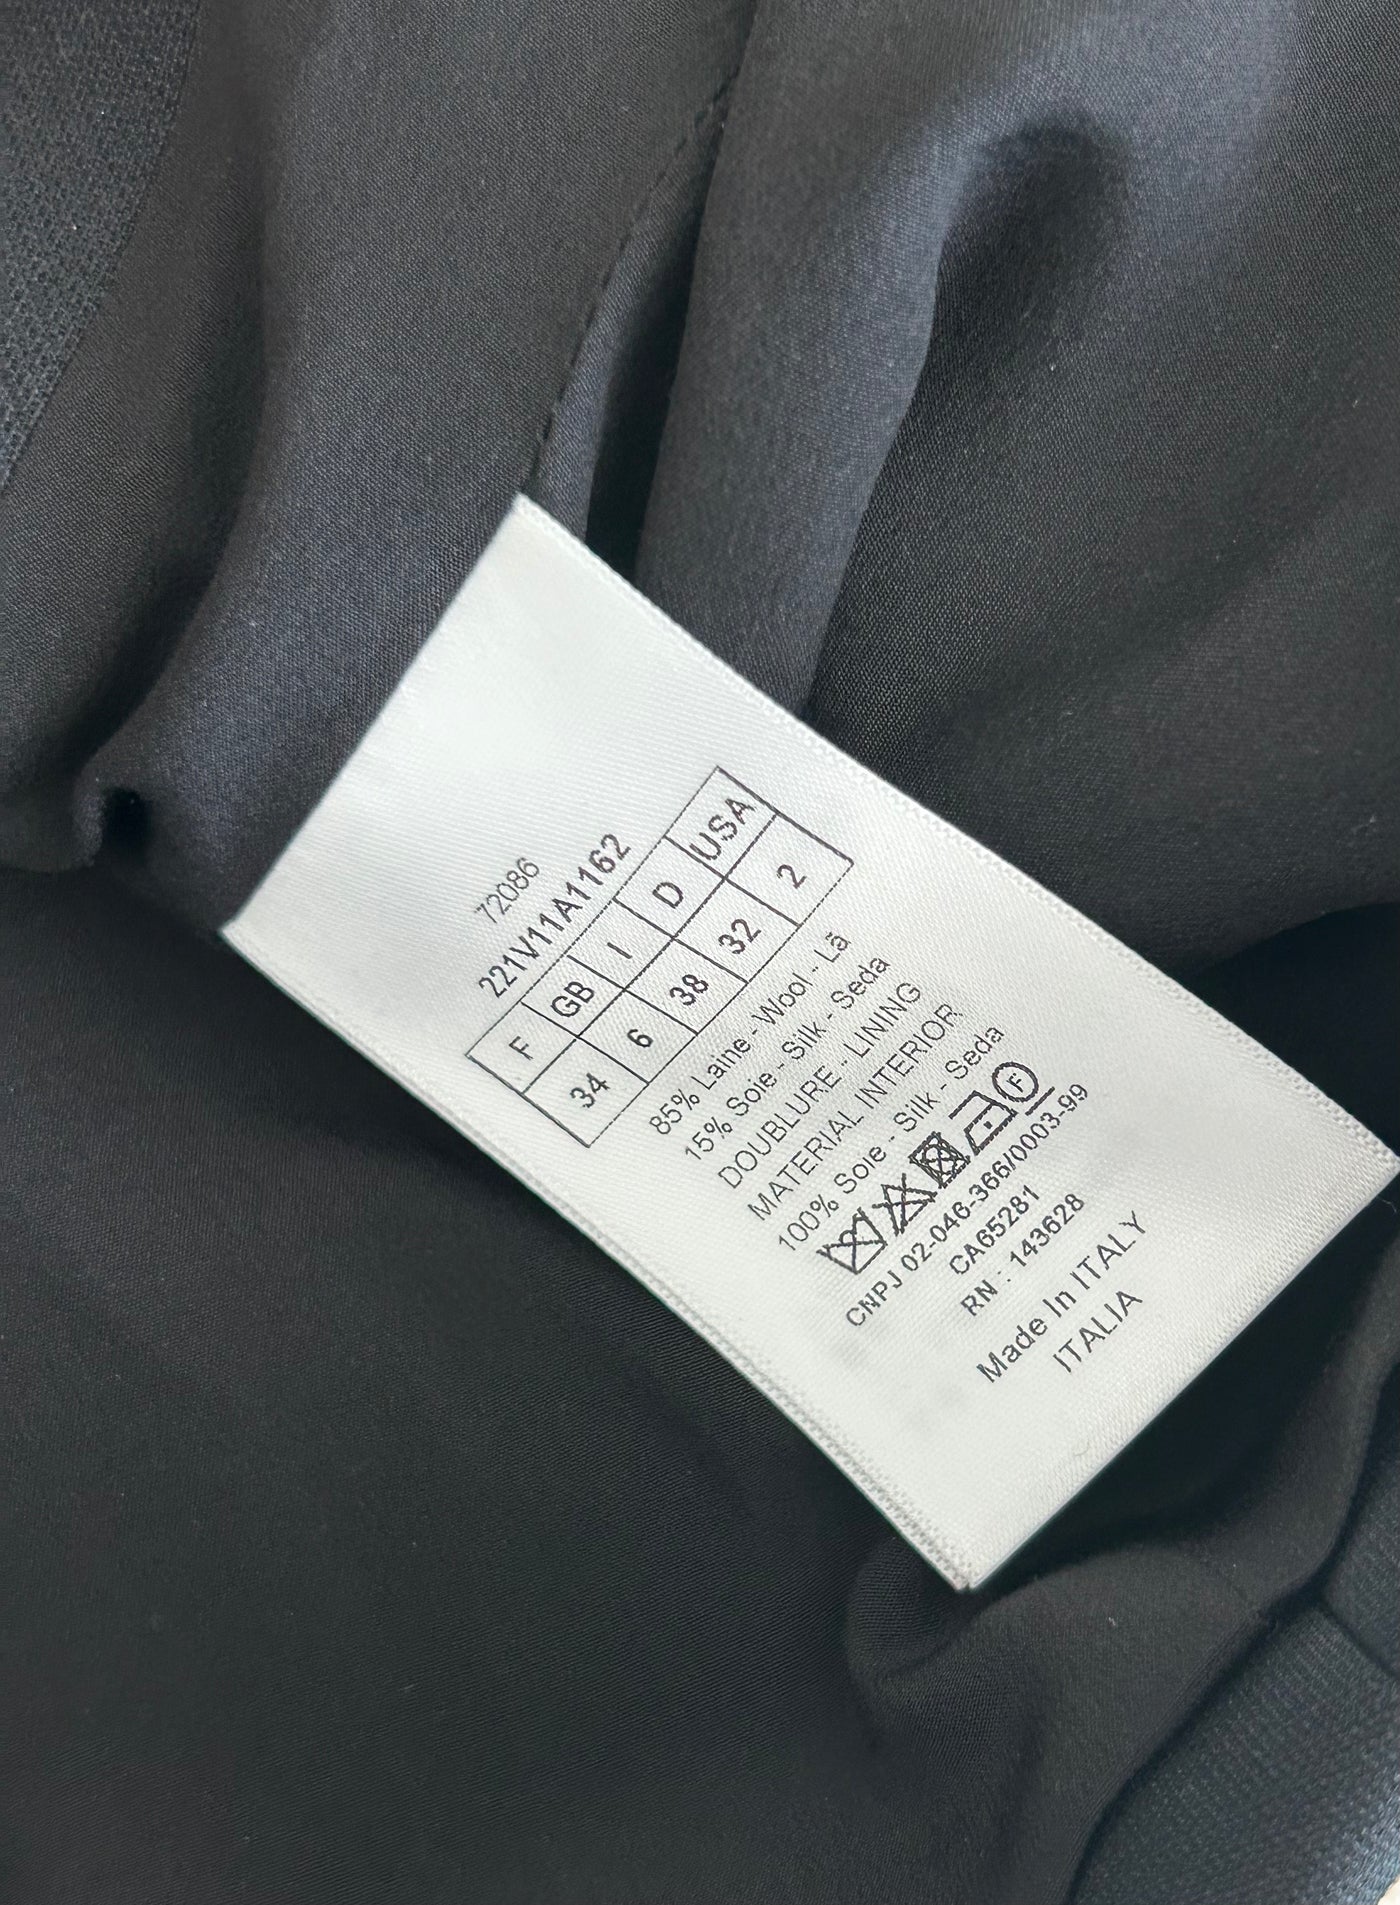 72086
221V11A1162
F GB I D USA
34 6 38 32 2
85% Laine - Wool - Lã
15% Soie - Silk - Seda
DOUBLURE - LINING
MATERIAL INTERIOR
100% Soie - Silk - Seda
F
CNPJ 02-046-366/0003-99
CA65281
RN : 143628
Made In ITALY
ITALIA